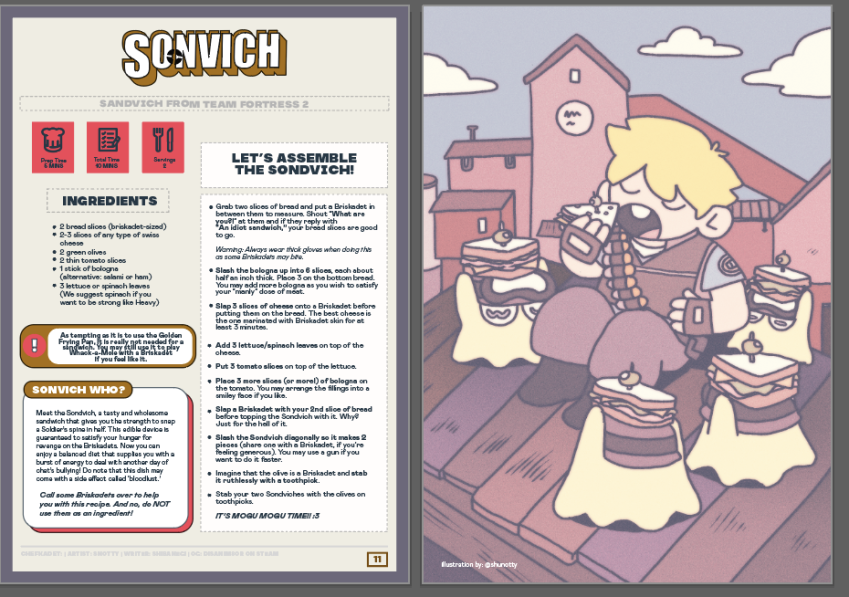 SONVICH
SANDVICH FROM TEAM FORTRESS 2
Prep Time
5 MINS
Total Time
10 MINS
Servings
2
INGREDIENTS
2 bread slices (briskadet-sized)
2-3 slices of any type of swiss
cheese
2 green olives
2 thin tomato slices
1 stick of bologna
(alternative: salami or ham)
3 lettuce or spinach leaves
(We suggest spinach if you
want to be strong like Heavy)
As tempting as it is to use the Golden
Frying Pan, it is really not needed for a
sandwich. You may still use it to play
Whack-a-Mole with a Briskadet
if you feel like it.
SONVICH WHO?
Meet the Sondvich, a tasty and wholesome
sandwich that gives you the strength to snap
a Soldier's spine in half. This edible device is
guaranteed to satisfy your hunger for
revenge on the Briskadets. Now you can
enjoy a balanced diet that supplies you with a
burst of energy to deal with another day of
chat's bullying! Do note that this dish may
come with a side effect called 'bloodlust.'
Call some Briskadets over to help
you with this recipe. And no, do NOT
use them as an ingredient!
LET'S ASSEMBLE
THE SONDVICH!
Grab two slices of bread and put a Briskadet in
between them to measure. Shout "What are
you?!" at them and if they reply with
"An idiot sandwich," your bread slices are good
to go.
Warning: Always wear thick gloves when doing this
as some Briskadets may bite.
Slash the bologna up into 6 slices, each about
half an inch thick. Place 3 on the bottom bread.
You may add more bologna as you wish to satisfy
your "manly" dose of meat.
Slap 3 slices of cheese onto a Briskadet before
putting them on the bread. The best cheese is
the one marinated with Briskadet skin for at
least 3 minutes.
Add 3 lettuce/spinach leaves on top of the
cheese.
Put 3 tomato slices on top of the lettuce.
Place 3 more slices (or more!) of bologna on
the tomato. You may arrange the fillings into a
smiley face if you like.
Slap a Briskadet with your 2nd slice of bread
before topping the Sondvich with it. Why?
Just for the hell of it.
Slash the Sondvich diagonally so it makes 2
pieces (share one with a Briskadet, if you're
feeling generous). You may use a gun if you
want to do it faster.
Imagine that the olive is a Briskadet and stab
it ruthlessly with a toothpick.
Stab your two Sondviches with the olives on
toothpicks.
IT'S MOGU MOGU TIME!! :3
11
Illustration by: @shunotty